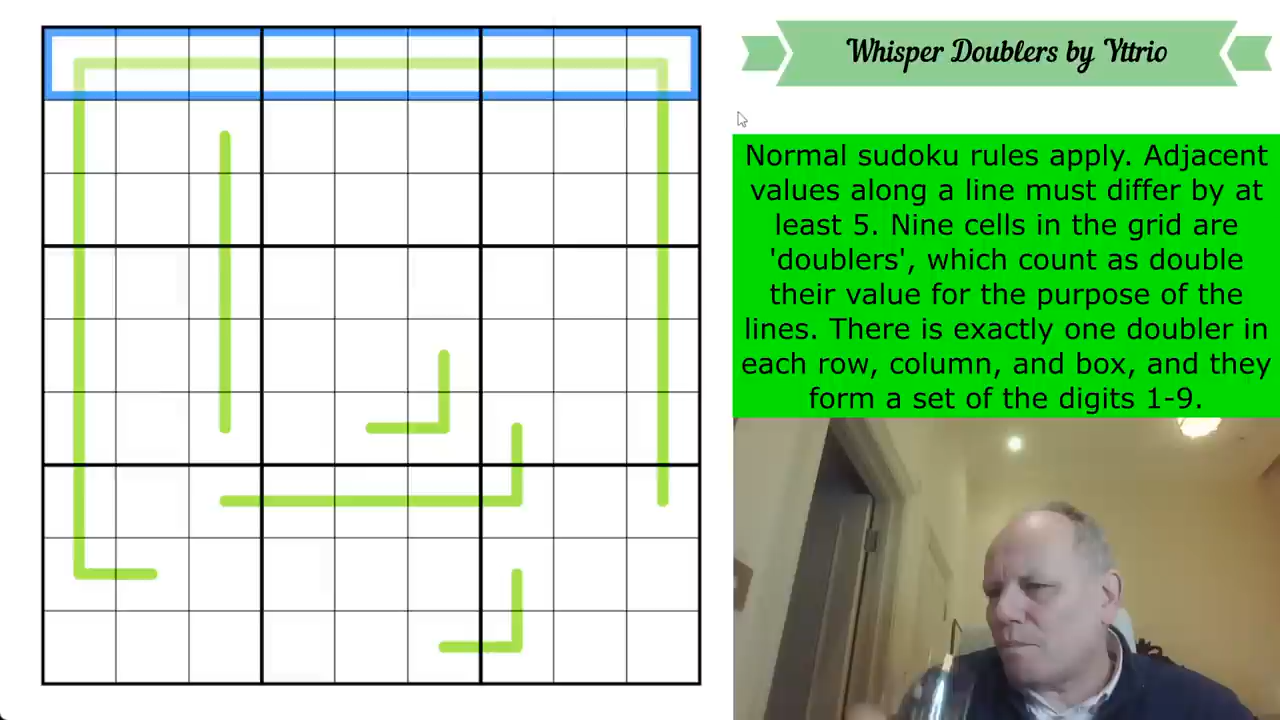 Whisper Doublers by Yttrio
Normal sudoku rules apply. Adjacent
values along a line must differ by at
least 5. Nine cells in the grid are
'doublers', which count as double
their value for the purpose of the
lines. There is exactly one doubler in
each row, column, and box, and they
form a set of the digits 1-9.